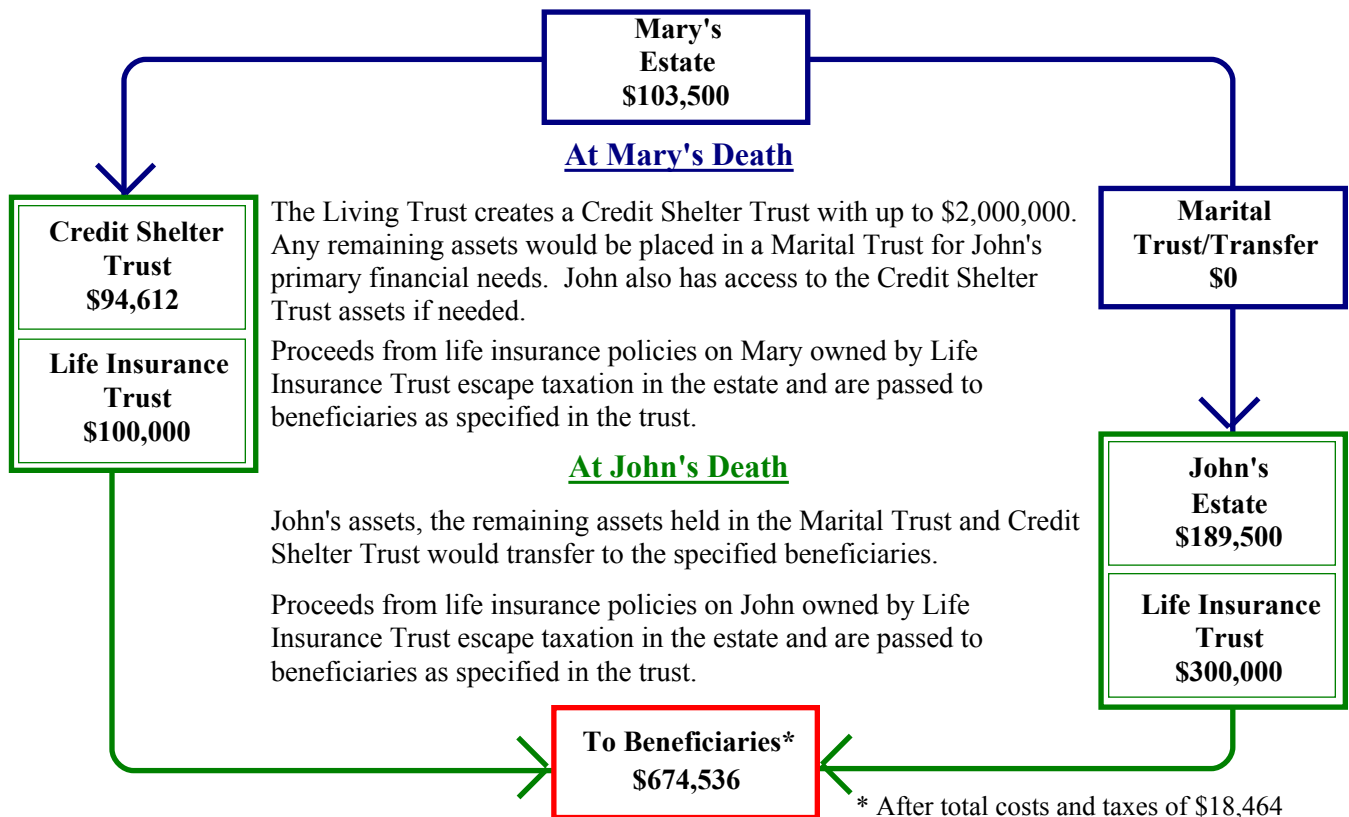 Mary's
Estate
$103,500
At Mary's Death
Credit Shelter
Trust
$94,612
Life Insurance
Trust
$100,000
The Living Trust creates a Credit Shelter Trust with up to $2,000,000.
Any remaining assets would be placed in a Marital Trust for John's
primary financial needs.  John also has access to the Credit Shelter
Trust assets if needed.
Proceeds from life insurance policies on Mary owned by Life
Insurance Trust escape taxation in the estate and are passed to
beneficiaries as specified in the trust.
Marital
Trust/Transfer
$0
At John's Death
John's assets, the remaining assets held in the Marital Trust and Credit
Shelter Trust would transfer to the specified beneficiaries.
Proceeds from life insurance policies on John owned by Life
Insurance Trust escape taxation in the estate and are passed to
beneficiaries as specified in the trust.
John's
Estate
$189,500
Life Insurance
Trust
$300,000
To Beneficiaries*
$674,536
* After total costs and taxes of $18,464